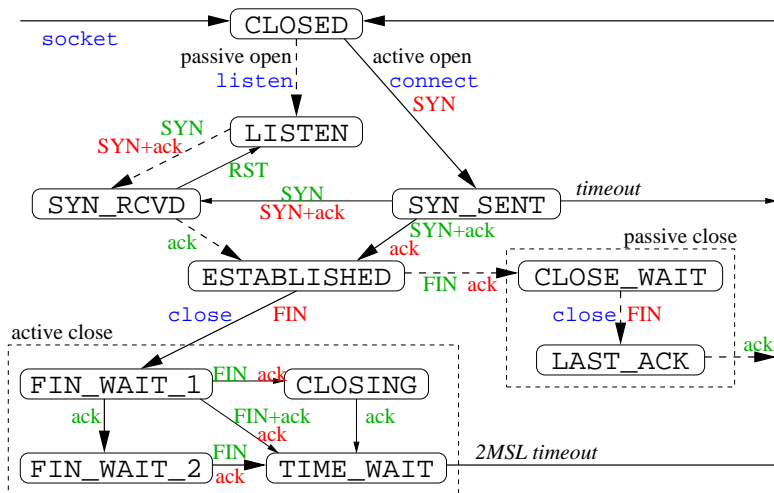 CLOSED
socket
passive open
active open
listen
connect
SYN
LISTEN
SYN
SYN+ack
RST
SYN_RCVD
SYN
SYN+ack
SYN_SENT
timeout
ack
SYN+ack
ack
passive close
ESTABLISHED
FIN ack
CLOSE_WAIT
close FIN
close FIN
active close
LAST_ACK
ack
FIN_WAIT_1
FIN ack
CLOSING
ack
FIN+ack
ack
ack
FIN_WAIT_2
FIN
ack
TIME_WAIT
2MSL timeout